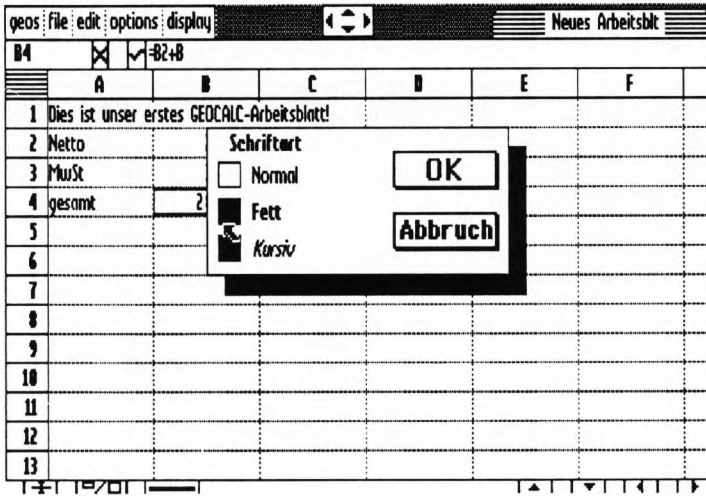 geos file edit options display Neues Arbeitsblt
B4 =B2+B
A B C D E F
1 Dies ist unser erstes GEOCALC-Arbeitsblatt!
2 Netto
3 MwSt
4 gesamt 2
5
6
7
8
9
10
11
12
13
Schriftart
Normal
Fett
Kursiv
OK
Abbruch